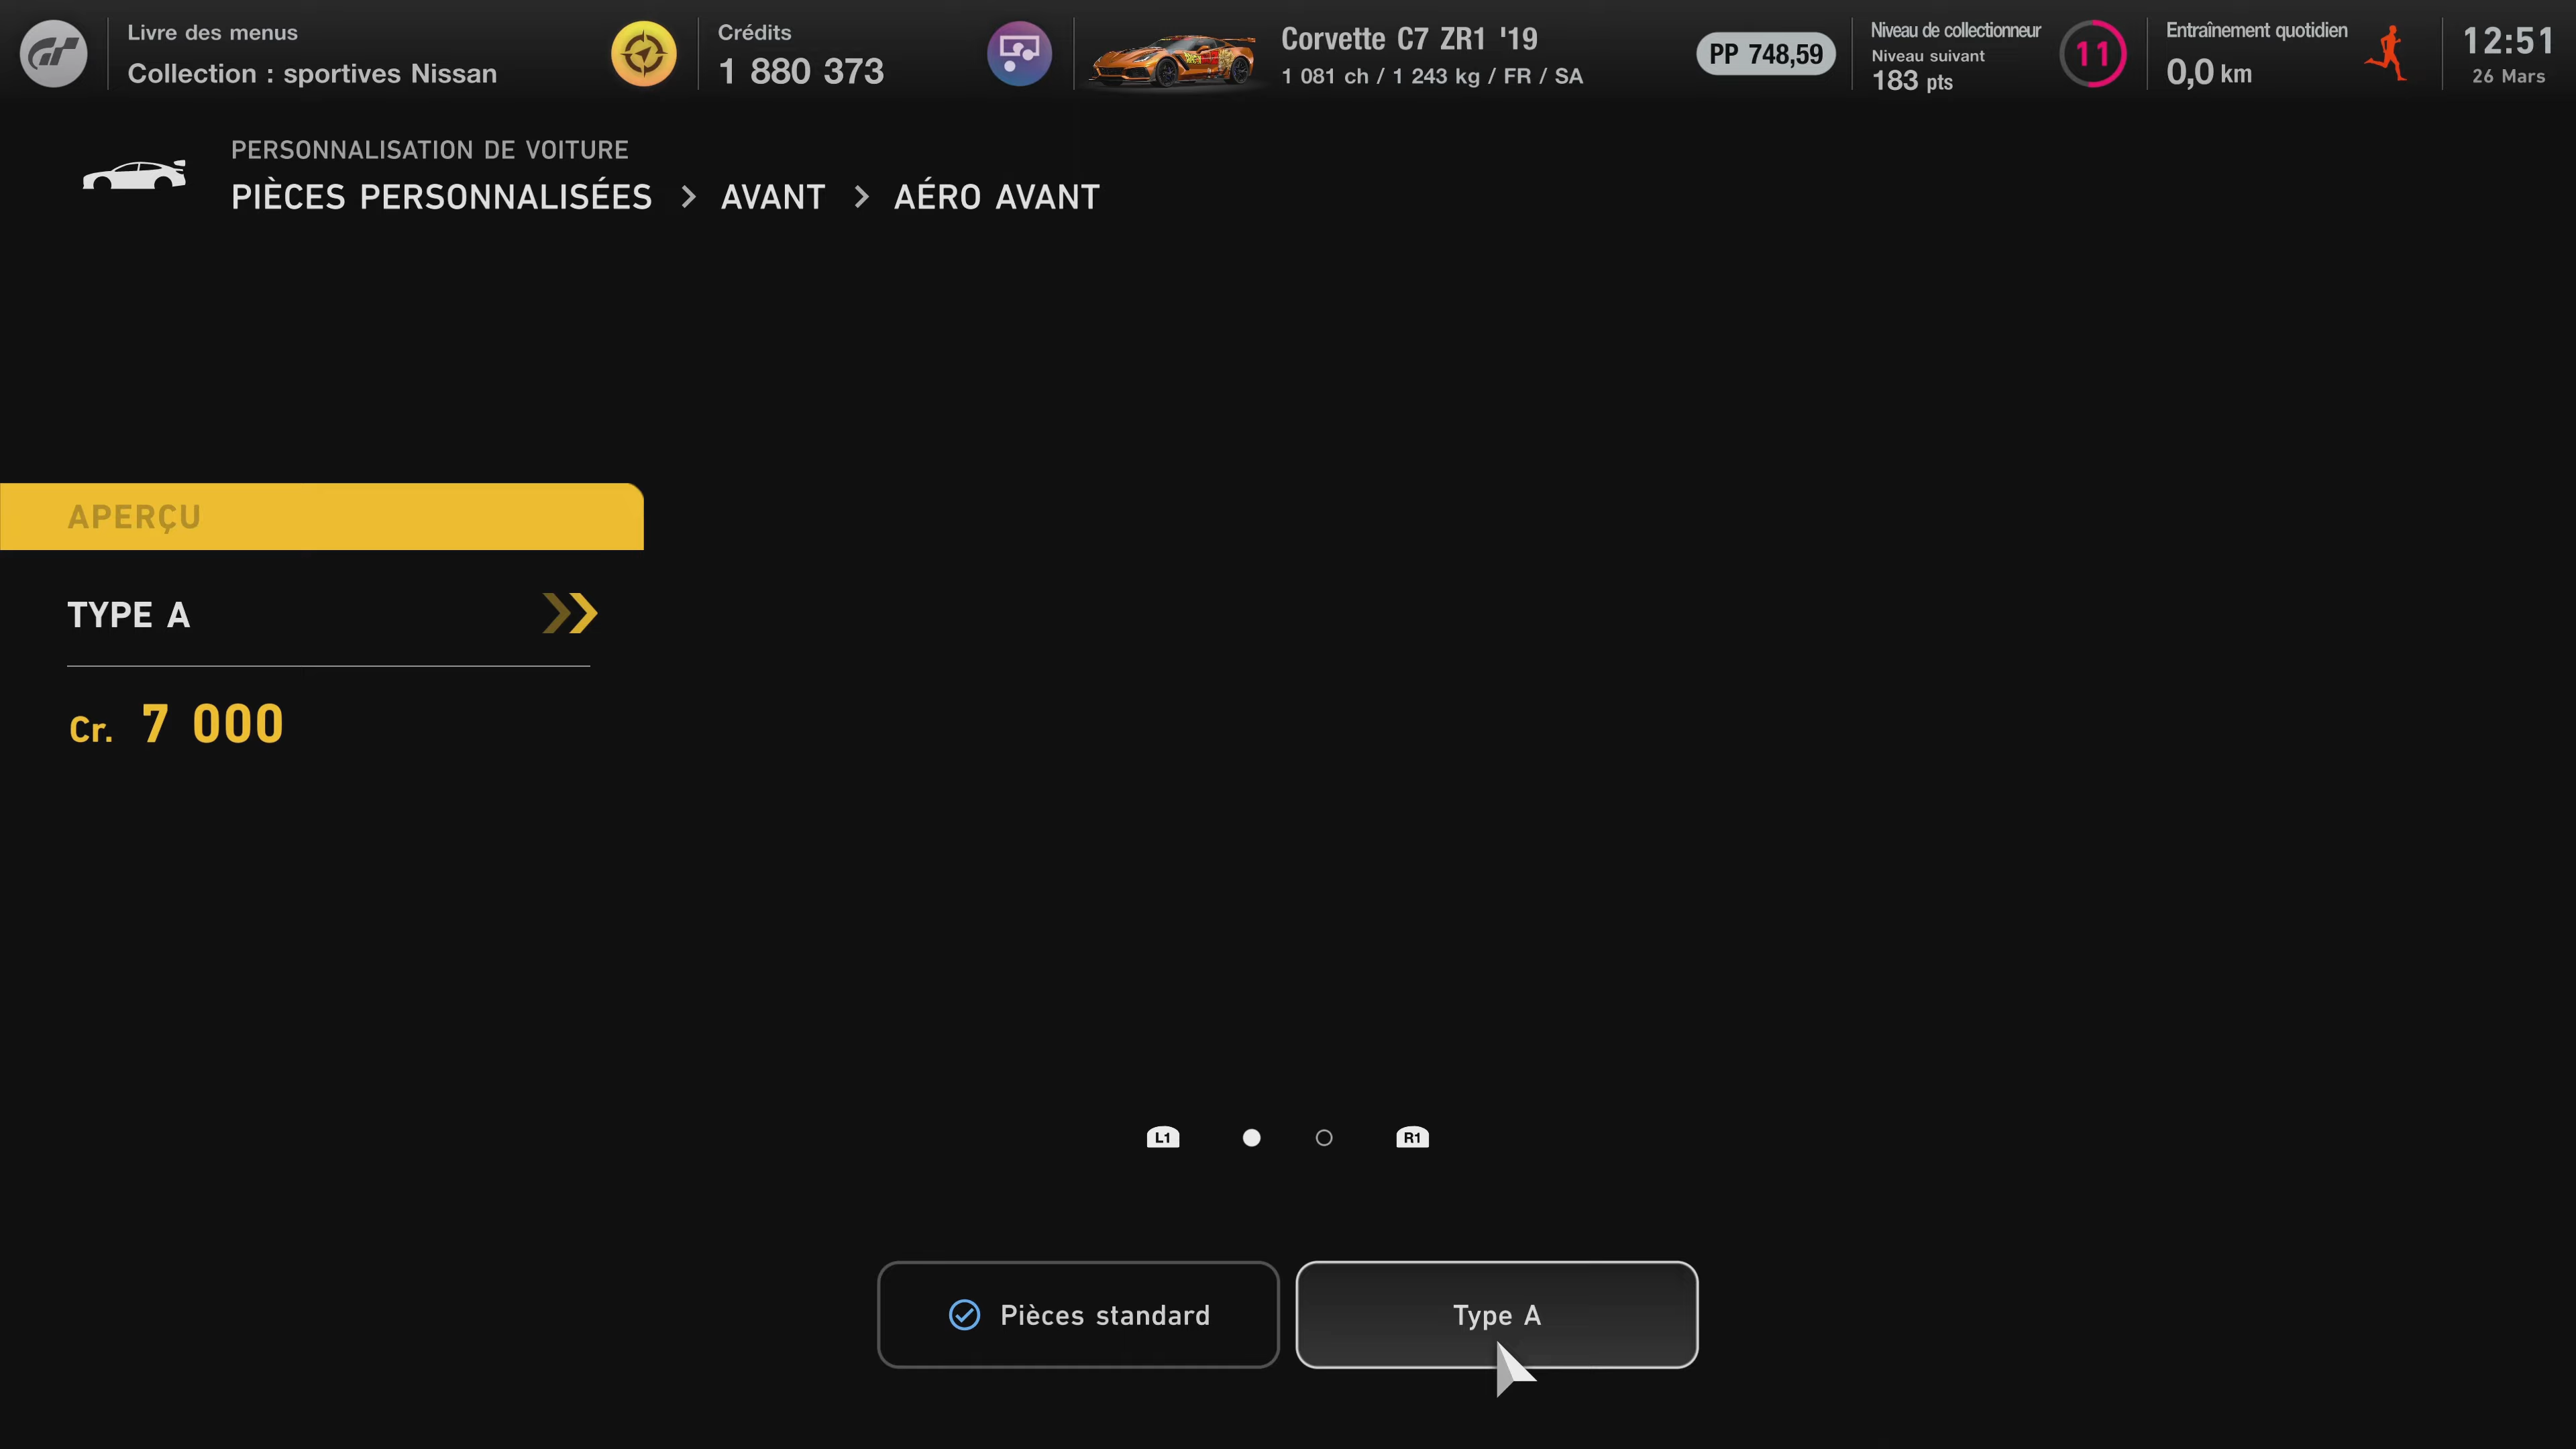 Livre des menus
Collection : sportives Nissan
Crédits
1 880 373
Corvette C7 ZR1 '19
1 081 ch / 1 243 kg / FR / SA
PP 748,59
Niveau de collectionneur
Niveau suivant
183 pts
11
Entraînement quotidien
0,0 km
12:51
26 Mars
PERSONNALISATION DE VOITURE
PIÈCES PERSONNALISÉES > AVANT > AÉRO AVANT
APERÇU
TYPE A
Cr. 7 000
L1
R1
Pièces standard
Type A